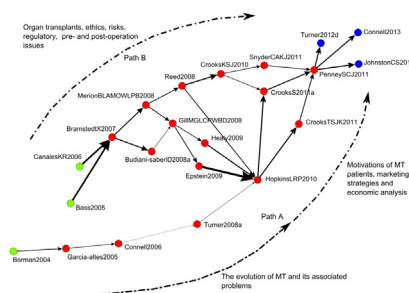 Organ transplants, ethics, risks,
regulatory, pre- and post-operation
issues
Path B
Turner2012d
Connell2013
SnyderCAKJ2011
CrooksKSJ2010
JohnstonCS201
PenneySCJ2011
Reed2008
MerionBLAMOWLPB2008
CrooksS2011a
GillMGLCRWBD2008
BramstedtX2007
CrooksTSJK2011
Healy2009
Budiani-saberiD2008a
CanalesKR2006
Epstein2009
HopkinsLRP2010
Motivations of MT
patients, marketing
strategies and
economic analysis
Bass2005
Path A
Turner2008a
Connell2006
Garcia-altes2005
Borman2004
The evolution of MT and its associated
problems